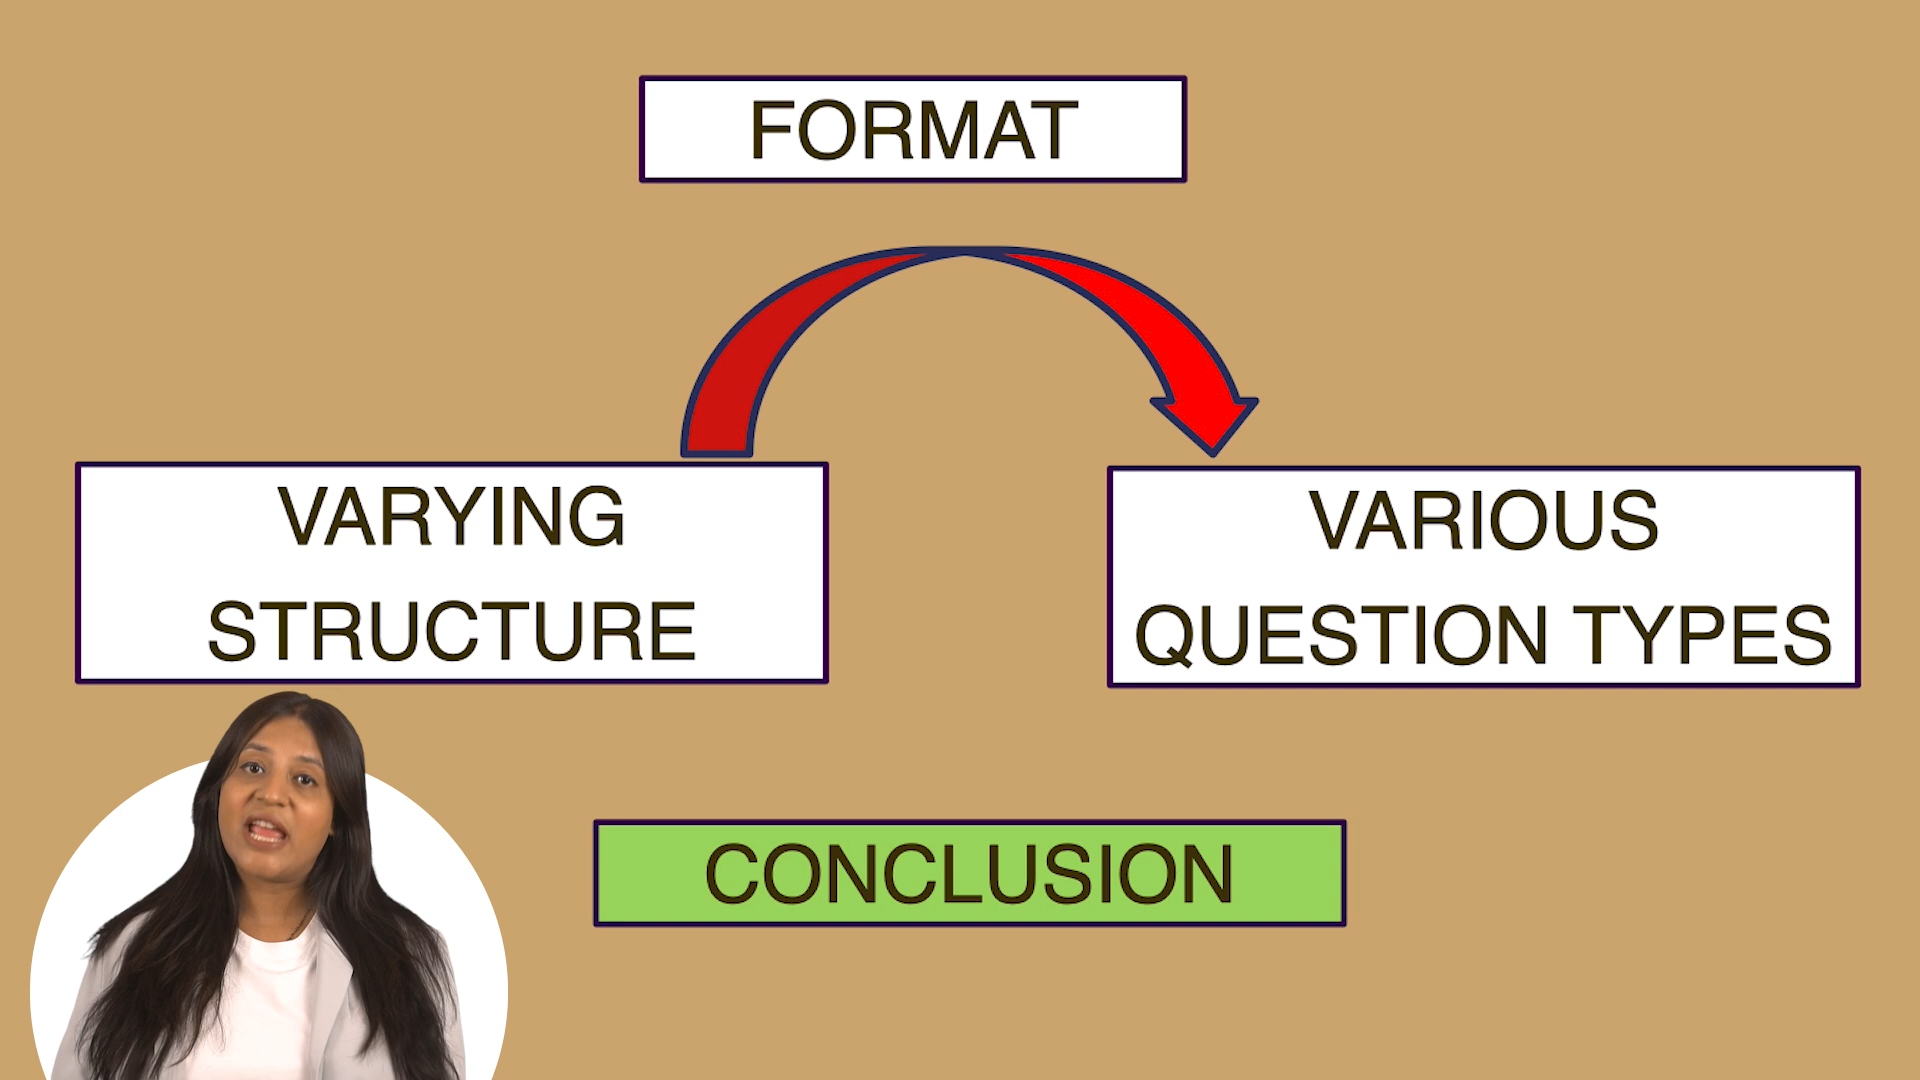 FORMAT
VARYING
STRUCTURE
VARIOUS
QUESTION TYPES
CONCLUSION